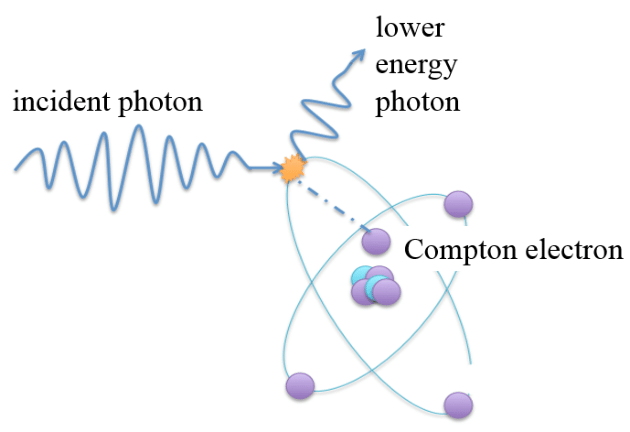 lower
energy
incident photon
photon
Compton electron